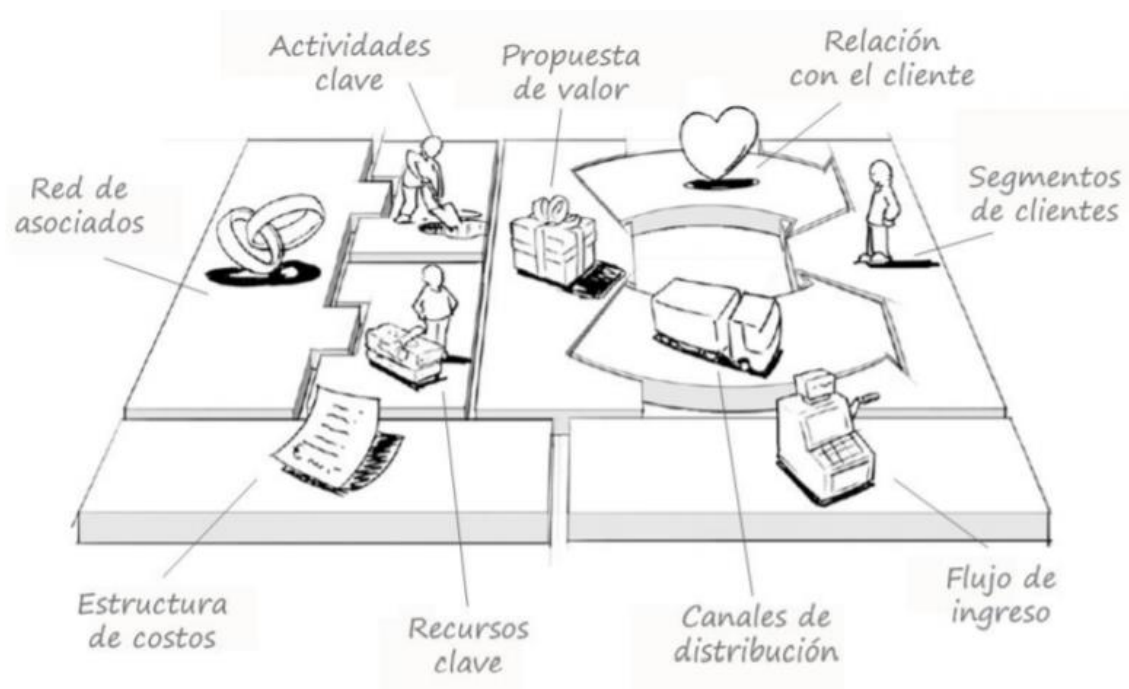 Actividades
clave
Propuesta
de valor
Relación
con el cliente
Red de
asociados
Segmentos
de clientes
Estructura
de costos
Recursos
clave
Canales de
distribución
Flujo de
ingreso